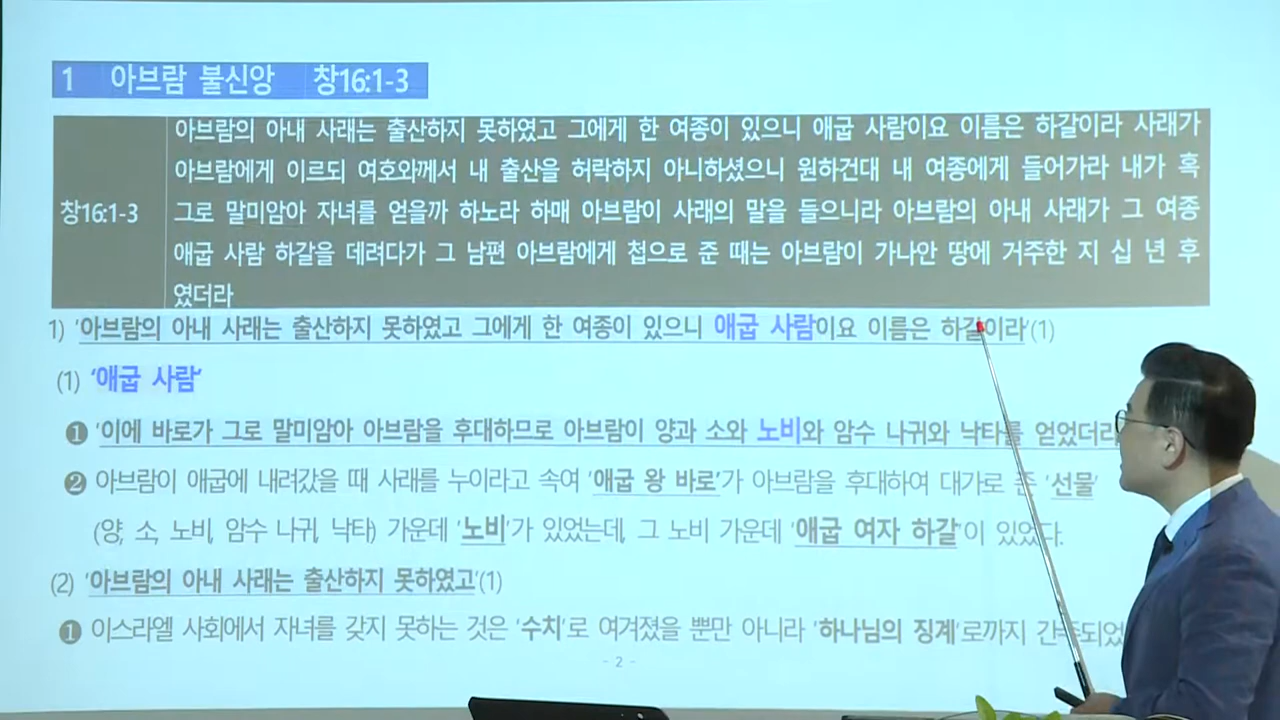 1 아브람 불신앙 창16:1-3
아브람의 아내 사래는 출산하지 못하였고 그에게 한 여종이 있으니 애굽 사람이요 이름은 하갈이라 사래가
아브람에게 이르되 여호와께서 내 출산을 허락하지 아니하셨으니 원하건대 내 여종에게 들어가라 내가 혹
창16:1-3 그로 말미암아 자녀를 얻을까 하노라 하매 아브람이 사래의 말을 들으니라 아브람의 아내 사래가 그 여종
애굽 사람 하갈을 데려다가 그 남편 아브람에게 첩으로 준 때는 아브람이 가나안 땅에 거주한 지 십 년 후
였더라
1) '아브람의 아내 사래는 출산하지 못하였고 그에게 한 여종이 있으니 애굽 사람이요 이름은 하갈이라'(1)
(1) '애굽 사람'
❶ '이에 바로가 그로 말미암아 아브람을 후대하므로 아브람이 양과 소와 노비와 암수 나귀와 낙타를 얻었더라
❷ 아브람이 애굽에 내려갔을 때 사래를 누이라고 속여 '애굽 왕 바로'가 아브람을 후대하여 대가로 준 '선물'
(양, 소, 노비, 암수 나귀, 낙타) 가운데 '노비'가 있었는데, 그 노비 가운데 '애굽 여자 하갈'이 있었다.
(2) '아브람의 아내 사래는 출산하지 못하였고'(1)
❶ 이스라엘 사회에서 자녀를 갖지 못하는 것은 '수치'로 여겨졌을 뿐만 아니라 '하나님의 징계'로까지
- 2 -